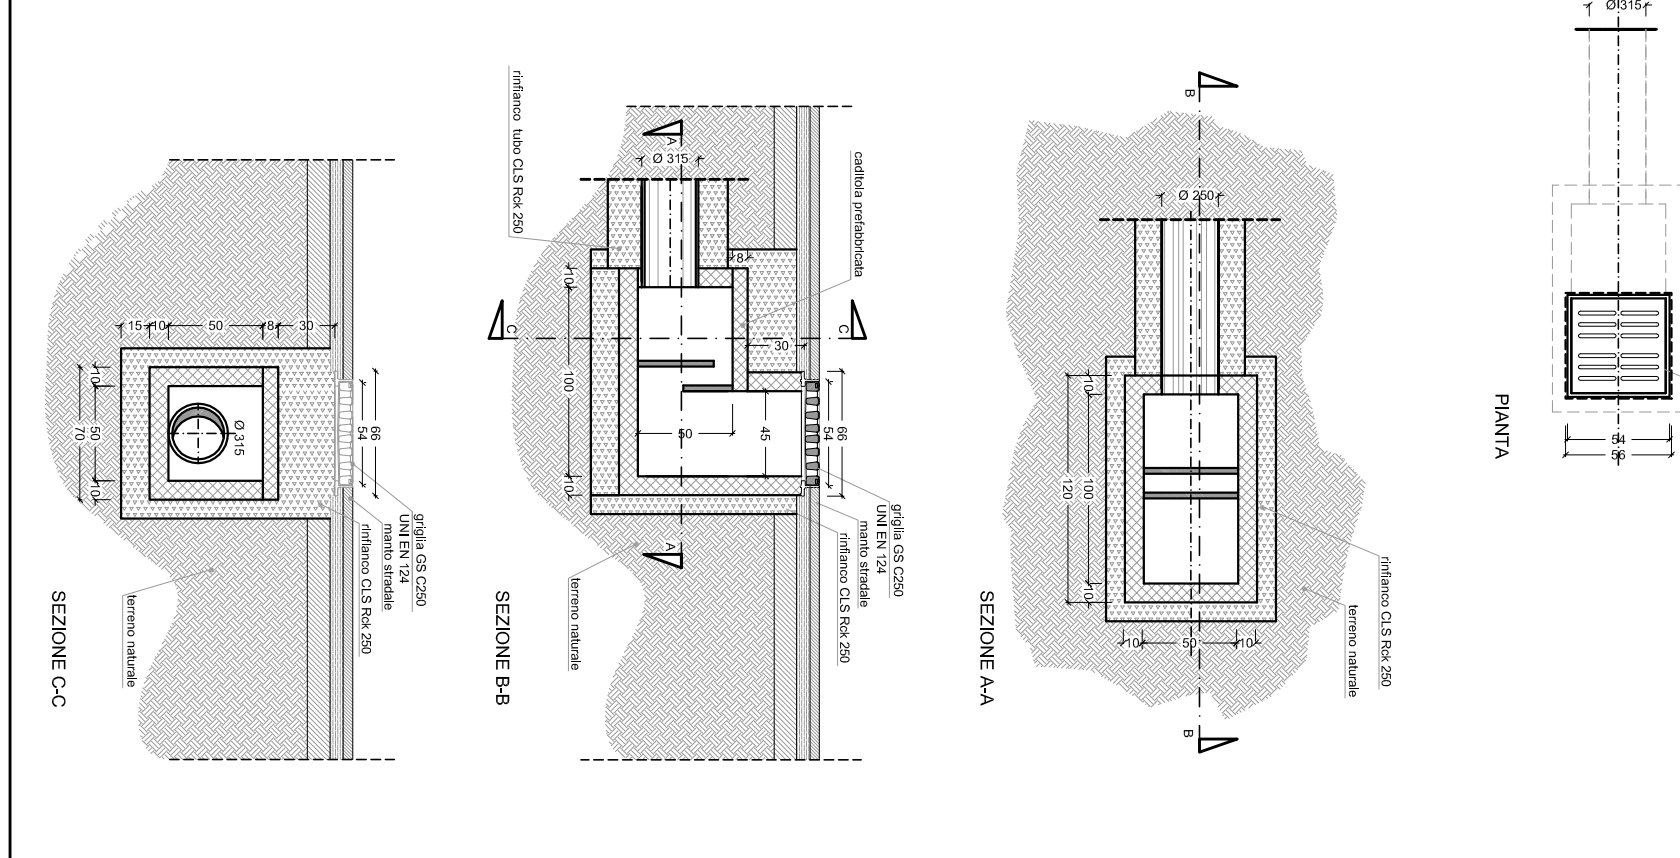 Ø 315
54
56
PIANTA
B
Ø 250
10
100
10
120
10
50
10
rinfianco CLS Rck 250
terreno naturale
B
SEZIONE A-A
rinfianco tubo CLS Rck 250
A
Ø 315
caditoia prefabbricata
8
10
100
10
C
C
30
50
45
54
66
A
griglia GS C250
UNI EN 124
manto stradale
rinfianco CLS Rck 250
terreno naturale
SEZIONE B-B
15
10
50
8
30
10
50
10
70
Ø 315
54
66
griglia GS C250
UNI EN 124
manto stradale
rinfianco CLS Rck 250
terreno naturale
SEZIONE C-C